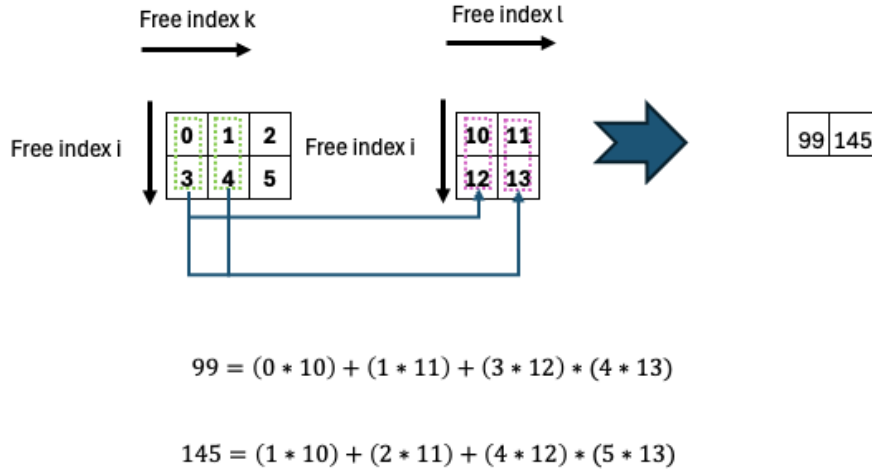 Free index k
Free index l
Free index i
0 1 2
3 4 5
Free index i
10 11
12 13
99 145
99 = (0 * 10) + (1 * 11) + (3 * 12) * (4 * 13)
145 = (1 * 10) + (2 * 11) + (4 * 12) * (5 * 13)